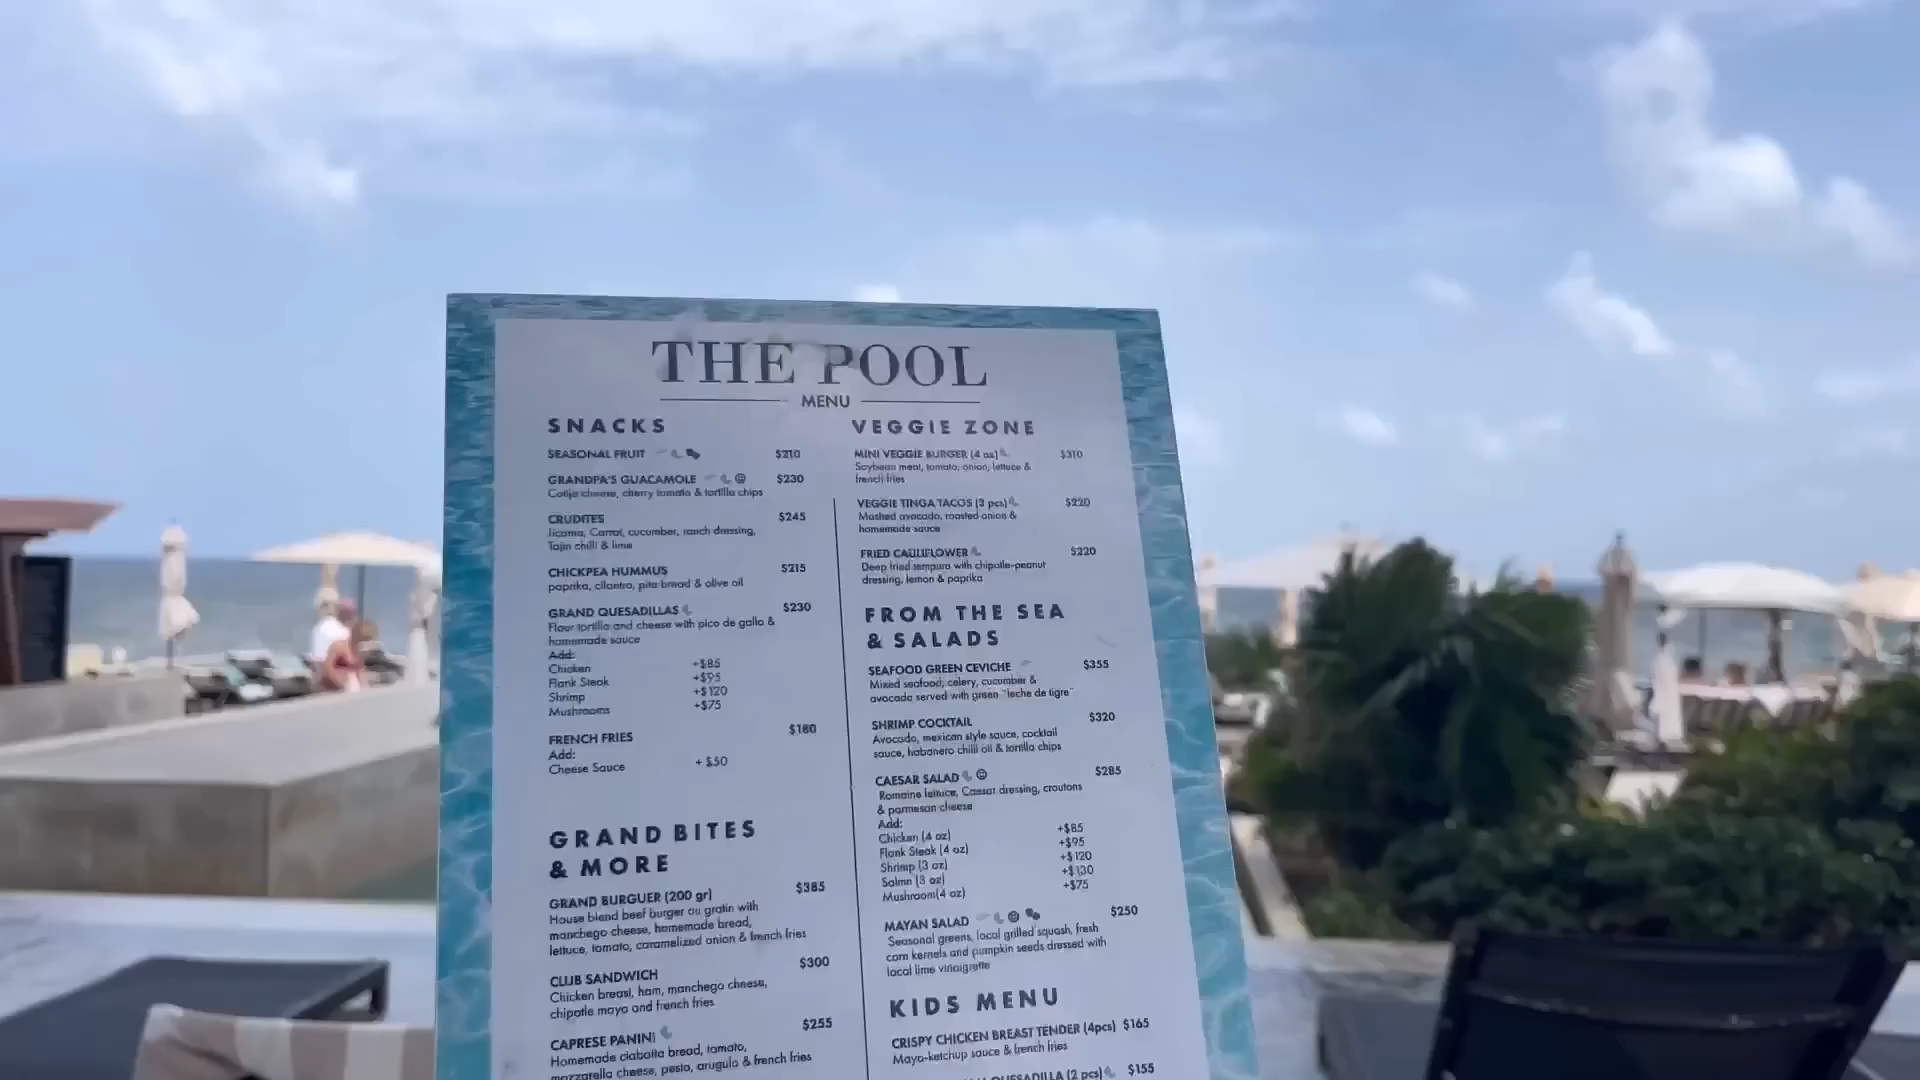 THE POOL
MENU
SNACKS
SEASONAL FRUIT $210
GRANDPA'S GUACAMOLE $230
Cotija cheese, cherry tomato & tortilla chips
CRUDITES $245
Jicama, Carrot, cucumber, ranch dressing,
Tajin chilli & lime
CHICKPEA HUMMUS $215
paprika, cilantro, pita bread & olive oil
GRAND QUESADILLAS $230
Flour tortilla and cheese with pico de gallo &
homemade sauce
Add:
Chicken +$85
Flank Steak +$95
Shrimp +$120
Mushrooms +$75
FRENCH FRIES $180
Add:
Cheese Sauce + $50
GRAND BITES
& MORE
GRAND BURGUER (200 gr) $385
House blend beef burger au gratin with
manchego cheese, homemade bread,
lettuce, tomato, caramelized onion & french fries
CLUB SANDWICH $300
Chicken breast, ham, manchego cheese,
chipotle mayo and french fries
CAPRESE PANINI $255
Homemade ciabatta bread, tomato,
mozzarella cheese, pesto, arugula & french fries
VEGGIE ZONE
MINI VEGGIE BURGER (4 oz) $310
Soybean meat, tomato, onion, lettuce &
french fries
VEGGIE TINGA TACOS (3 pcs) $220
Mashed avocado, roasted onion &
homemade sauce
FRIED CAULIFLOWER $220
Deep fried tempura with chipotle-peanut
dressing, lemon & paprika
FROM THE SEA
& SALADS
SEAFOOD GREEN CEVICHE $355
Mixed seafood, celery, cucumber &
avocado served with green "leche de tigre"
SHRIMP COCKTAIL $320
Avocado, mexican style sauce, cocktail
sauce, habanero chilli oil & tortilla chips
CAESAR SALAD $285
Romaine lettuce, Caesar dressing, croutons
& parmesan cheese
Add:
Chicken (4 oz) +$85
Flank Steak (4 oz) +$95
Shrimp (3 oz) +$120
Salmn (3 oz) +$130
Mushroom(4 oz) +$75
MAYAN SALAD $250
Seasonal greens, local grilled squash, fresh
corn kernels and pumpkin seeds dressed with
local lime vinaigrette
KIDS MENU
CRISPY CHICKEN BREAST TENDER (4pcs) $165
Mayo-ketchup sauce & french fries
QUESADILLA (2 pcs) $155